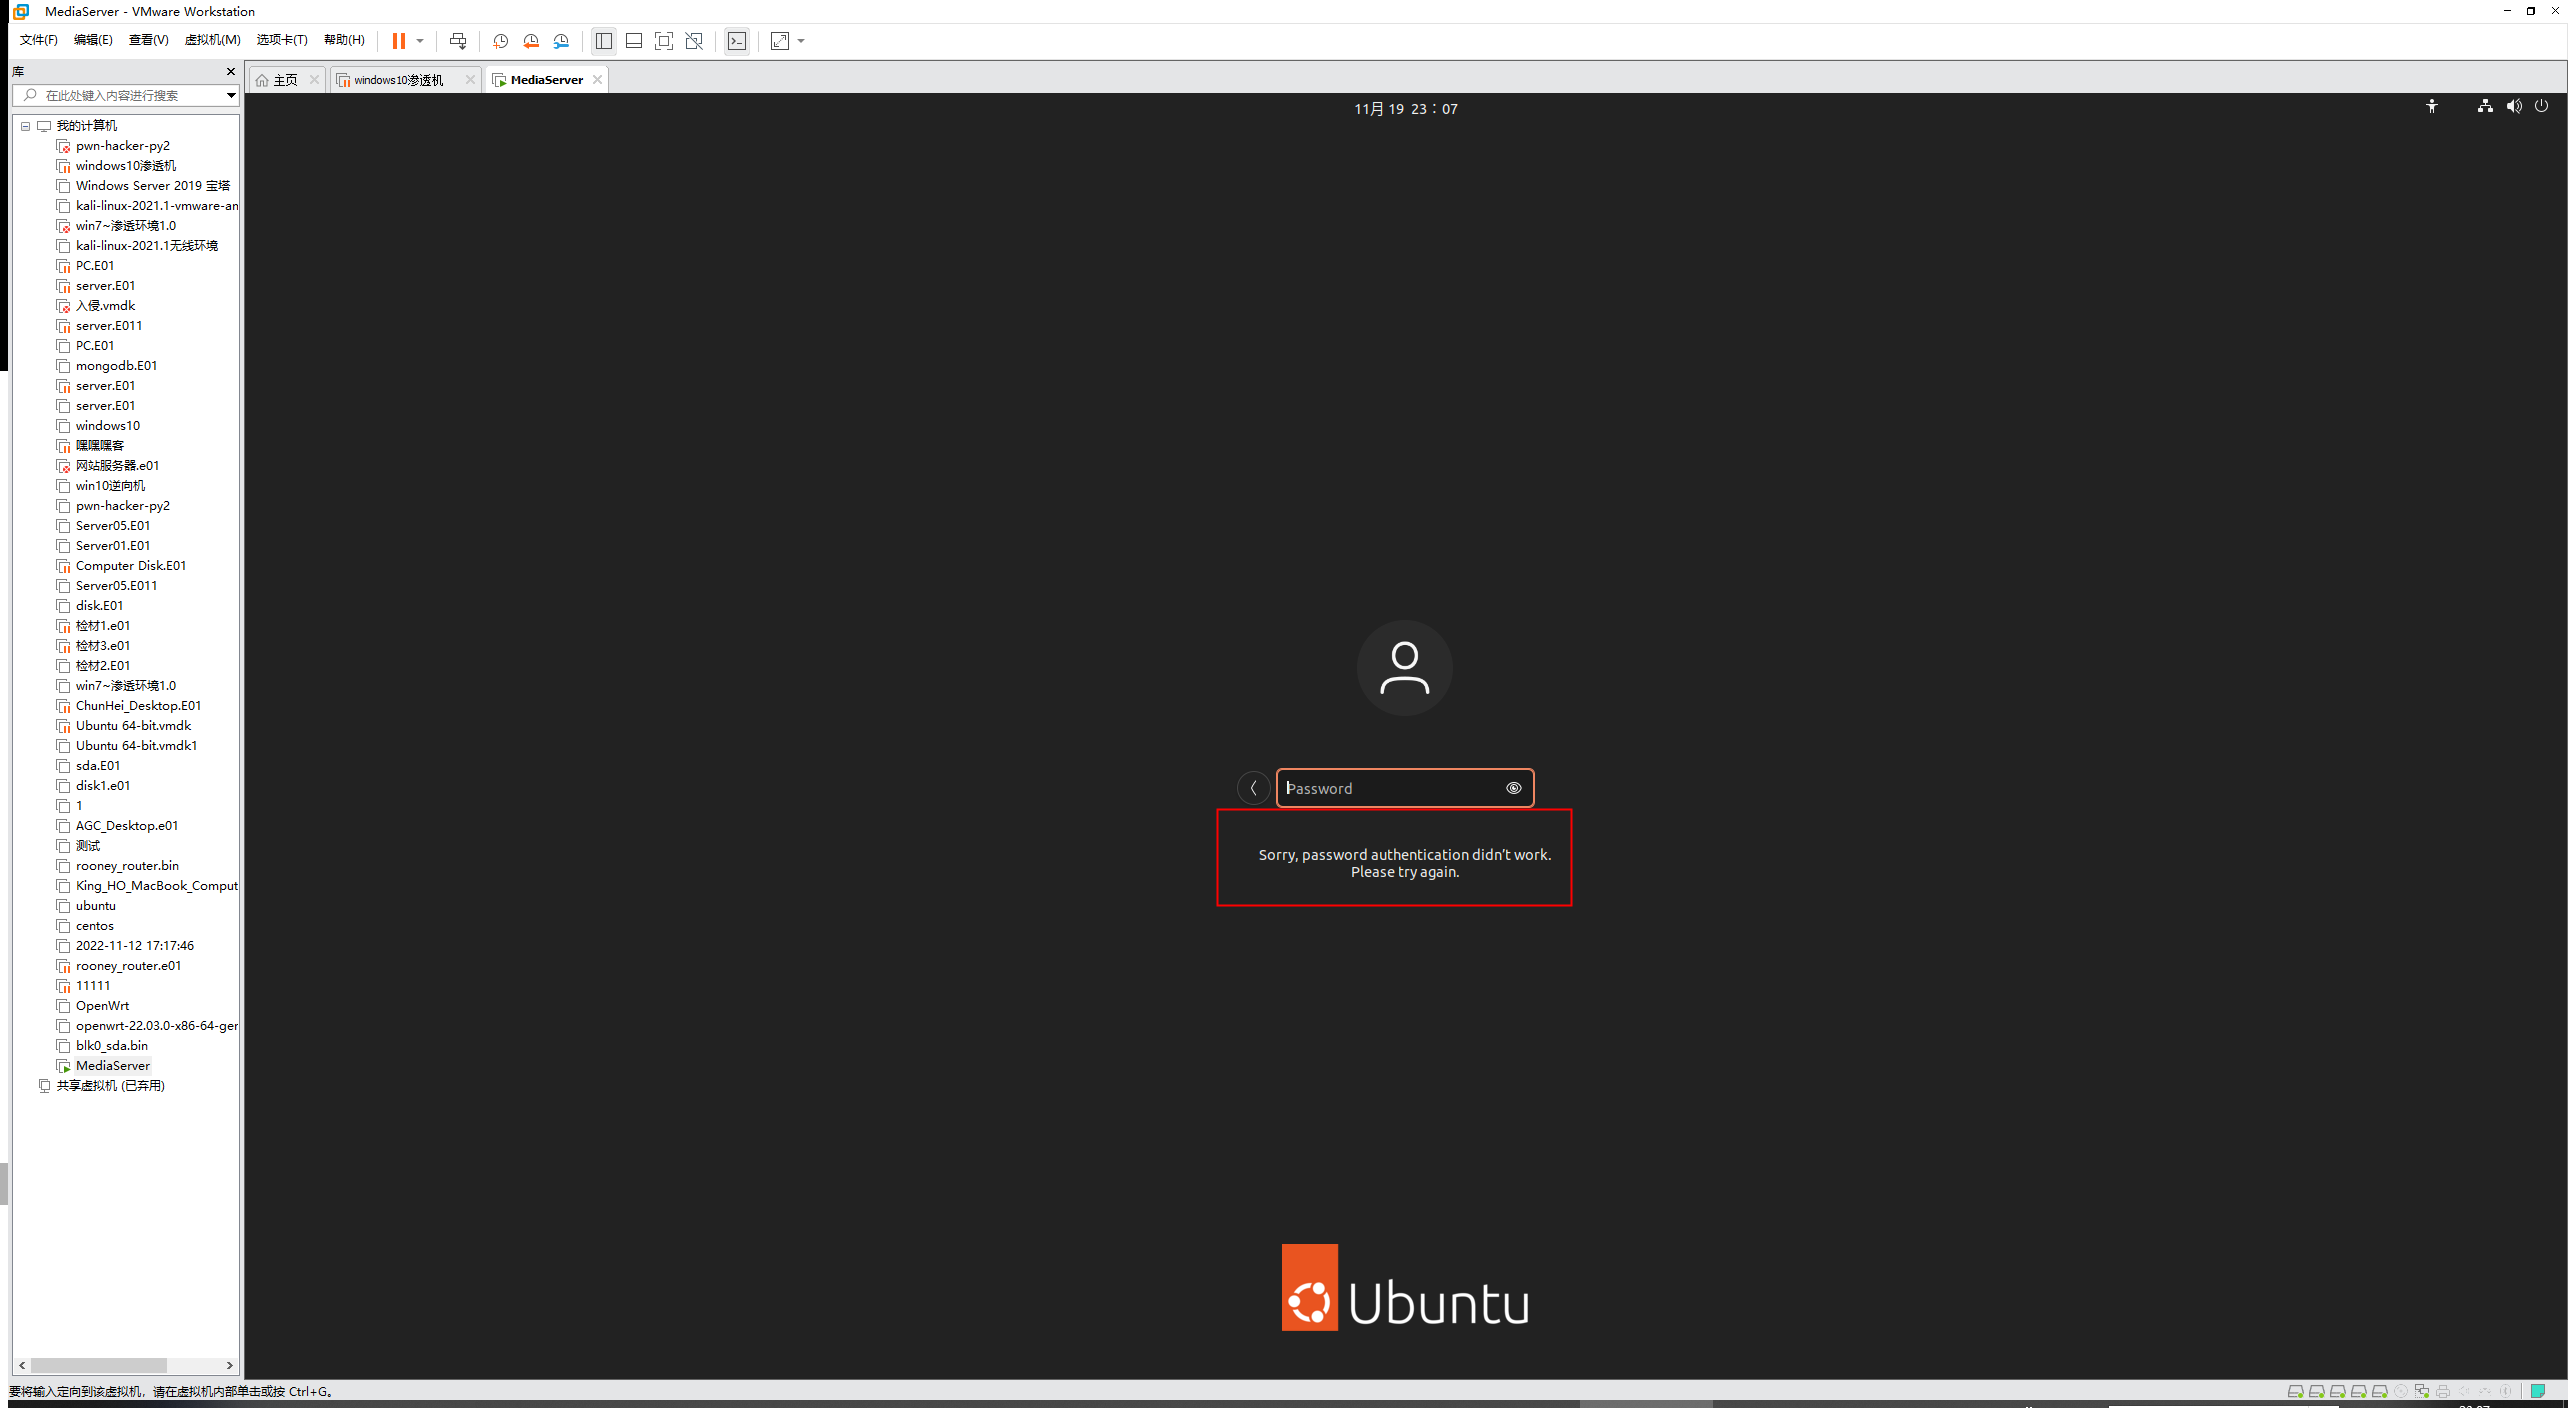 MediaServer - VMware Workstation
文件(F) 编辑(E) 查看(V) 虚拟机(M) 选项卡(T) 帮助(H)
库
在此处键入内容进行搜索
主页
windows10渗透机
MediaServer
我的计算机
pwn-hacker-py2
windows10渗透机
Windows Server 2019 宝塔
kali-linux-2021.1-vmware-am
win7~渗透环境1.0
kali-linux-2021.1无线环境
PC.E01
server.E01
入侵.vmdk
server.E011
PC.E01
mongodb.E01
server.E01
server.E01
windows10
嘿嘿嘿客
网站服务器.e01
win10逆向机
pwn-hacker-py2
Server05.E01
Server01.E01
Computer Disk.E01
Server05.E011
disk.E01
检材1.e01
检材3.e01
检材2.E01
win7~渗透环境1.0
ChunHei_Desktop.E01
Ubuntu 64-bit.vmdk
Ubuntu 64-bit.vmdk1
sda.E01
disk1.e01
1
AGC_Desktop.e01
测试
rooney_router.bin
King_HO_MacBook_Comput
ubuntu
centos
2022-11-12 17:17:46
rooney_router.e01
11111
OpenWrt
openwrt-22.03.0-x86-64-ger
blk0_sda.bin
MediaServer
共享虚拟机 (已弃用)
11月 19 23：07
Password
Sorry, password authentication didn't work.
Please try again.
Ubuntu
要将输入定向到该虚拟机，请在虚拟机内部单击或按 Ctrl+G。